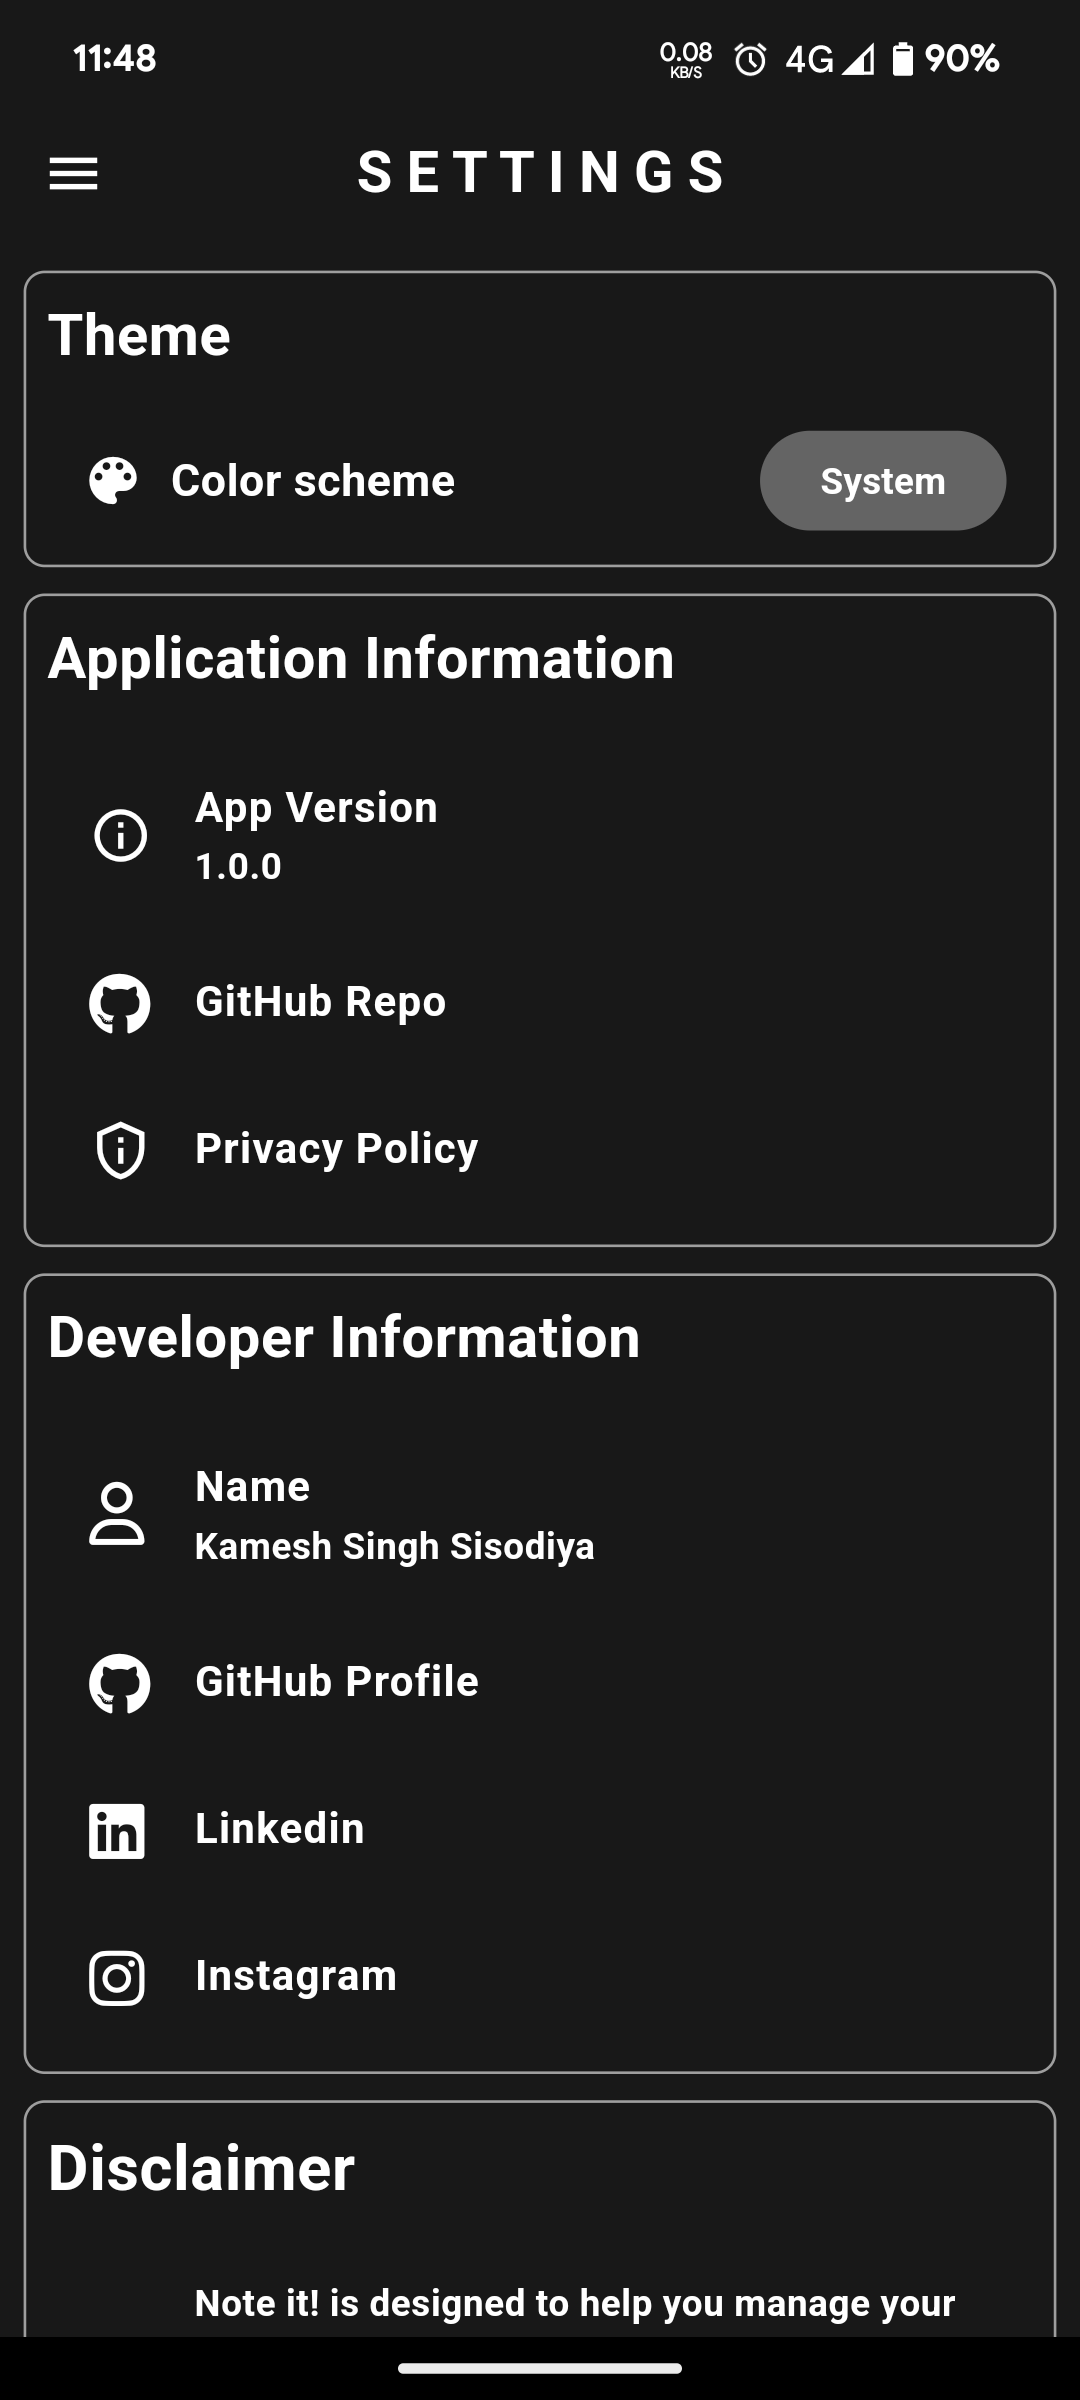 11:48
0.08
KB/S
4G
90%
SETTINGS
Theme
Color scheme
System
Application Information
App Version
1.0.0
GitHub Repo
Privacy Policy
Developer Information
Name
Kamesh Singh Sisodiya
GitHub Profile
in
Linkedin
Instagram
Disclaimer
Note it! is designed to help you manage your